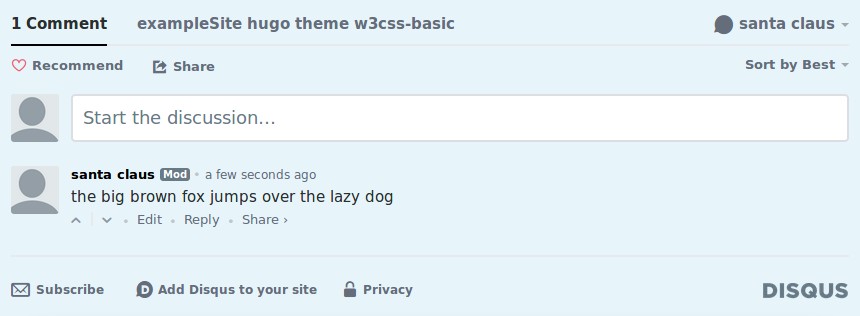 1 Comment exampleSite hugo theme w3css-basic santa claus
Recommend Share Sort by Best
Start the discussion...
santa claus Mod • a few seconds ago
the big brown fox jumps over the lazy dog
Edit • Reply • Share ›
Subscribe Add Disqus to your site Privacy DISQUS